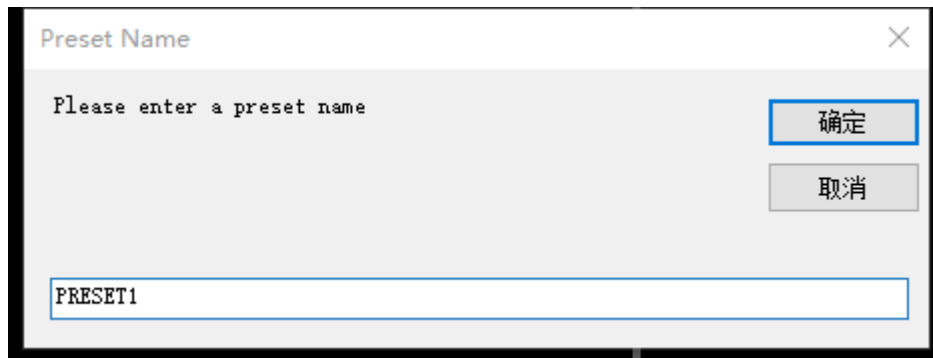 Preset Name
Please enter a preset name
确定
取消
PRESET1